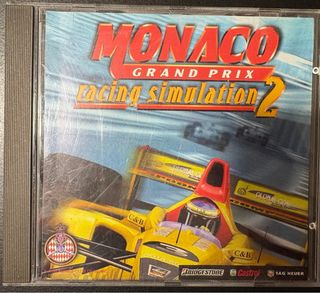 MONACO
GRAND PRIX
racing simulation 2
C&B
C&B
BRIDGESTONE
Castrol
TAG HEUER